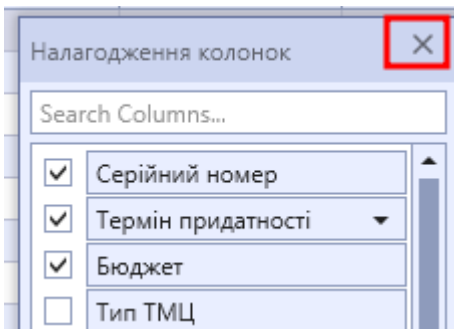 Налагодження колонок
Search Columns...
Серійний номер
Термін придатності
Бюджет
Тип ТМЦ